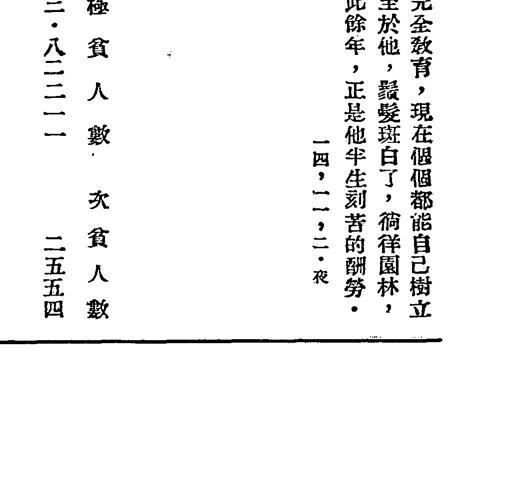 完全教育，現在個個都能自己樹立
至於他，鬚髮斑白了，徜徉園林，
此餘年，正是他半生刻苦的酬勞．
一四，一一，二．夜
極貧人數　次貧人數
三．八二二一一　二五五四